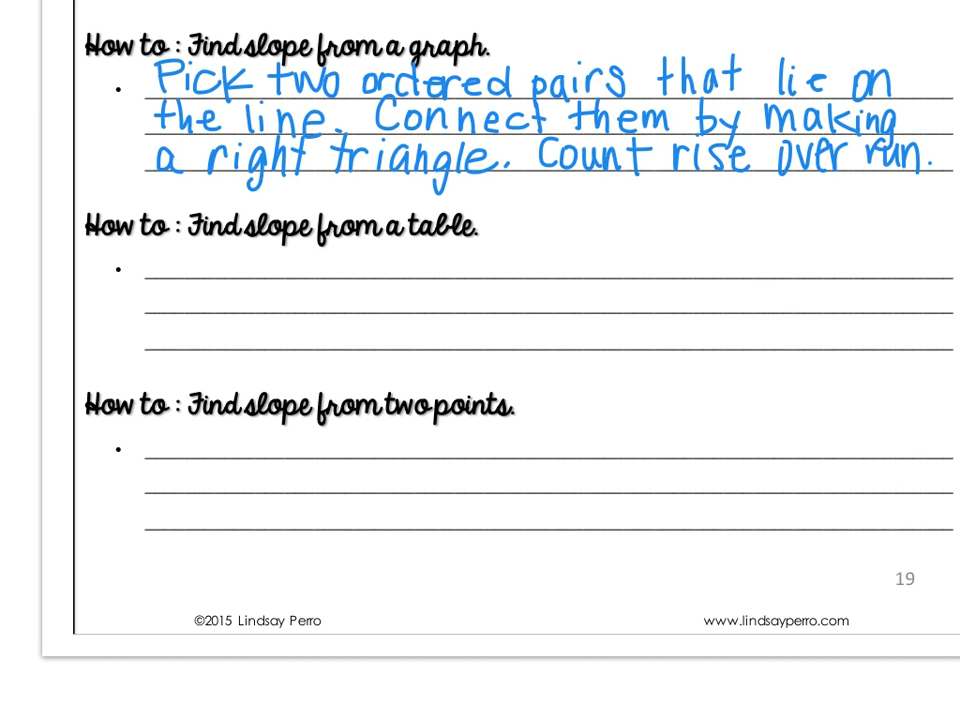 How to : Find slope from a graph.
• Pick two ordered pairs that lie on
the line. Connect them by making
a right triangle. Count rise over run.
How to : Find slope from a table.
•
How to : Find slope from two points.
•
19
©2015 Lindsay Perro www.lindsayperro.com